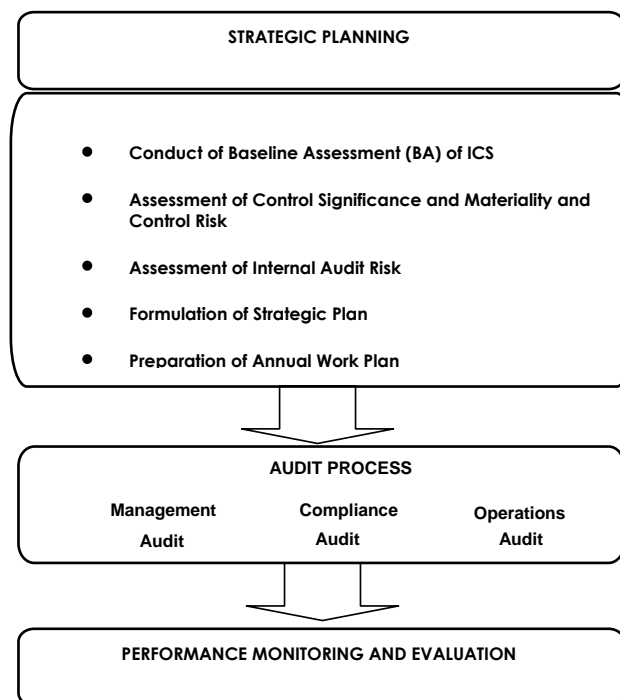 STRATEGIC PLANNING
● Conduct of Baseline Assessment (BA) of ICS
● Assessment of Control Significance and Materiality and
Control Risk
● Assessment of Internal Audit Risk
● Formulation of Strategic Plan
● Preparation of Annual Work Plan
AUDIT PROCESS
Management Compliance Operations
Audit Audit Audit
PERFORMANCE MONITORING AND EVALUATION